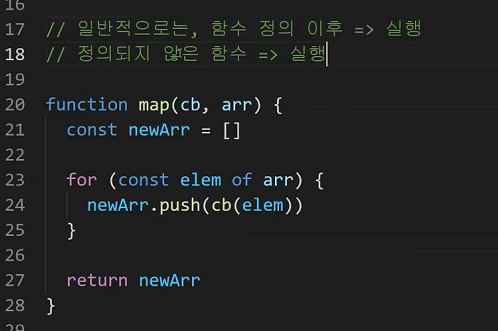 16
17 // 일반적으로는, 함수 정의 이후 => 실행
18 // 정의되지 않은 함수 => 실행
19
20 function map(cb, arr) {
21 const newArr = []
22
23 for (const elem of arr) {
24 newArr.push(cb(elem))
25 }
26
27 return newArr
28 }
29